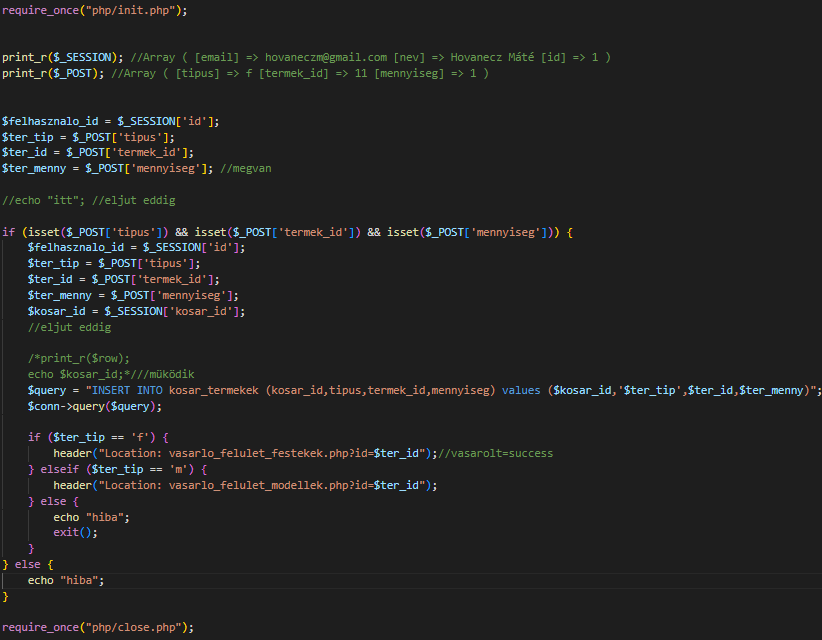 require_once("php/init.php");
print_r($_SESSION); //Array ( [email] => hovaneczm@gmail.com [nev] => Hovanecz Máté [id] => 1 )
print_r($_POST); //Array ( [tipus] => f [termek_id] => 11 [mennyiseg] => 1 )
$felhasznalo_id = $_SESSION['id'];
$ter_tip = $_POST['tipus'];
$ter_id = $_POST['termek_id'];
$ter_menny = $_POST['mennyiseg']; //megvan
//echo "itt"; //eljut eddig
if (isset($_POST['tipus']) && isset($_POST['termek_id']) && isset($_POST['mennyiseg'])) {
    $felhasznalo_id = $_SESSION['id'];
    $ter_tip = $_POST['tipus'];
    $ter_id = $_POST['termek_id'];
    $ter_menny = $_POST['mennyiseg'];
    $kosar_id = $_SESSION['kosar_id'];
    //eljut eddig
    /*print_r($row);
    echo $kosar_id;*///müködik
    $query = "INSERT INTO kosar_termekek (kosar_id,tipus,termek_id,mennyiseg) values ($kosar_id,'$ter_tip',$ter_id,$ter_menny)";
    $conn->query($query);
    if ($ter_tip == 'f') {
        header("Location: vasarlo_felulet_festekek.php?id=$ter_id");//vasarolt=success
    } elseif ($ter_tip == 'm') {
        header("Location: vasarlo_felulet_modellek.php?id=$ter_id");
    } else {
        echo "hiba";
        exit();
    }
} else {
    echo "hiba";
}
require_once("php/close.php");